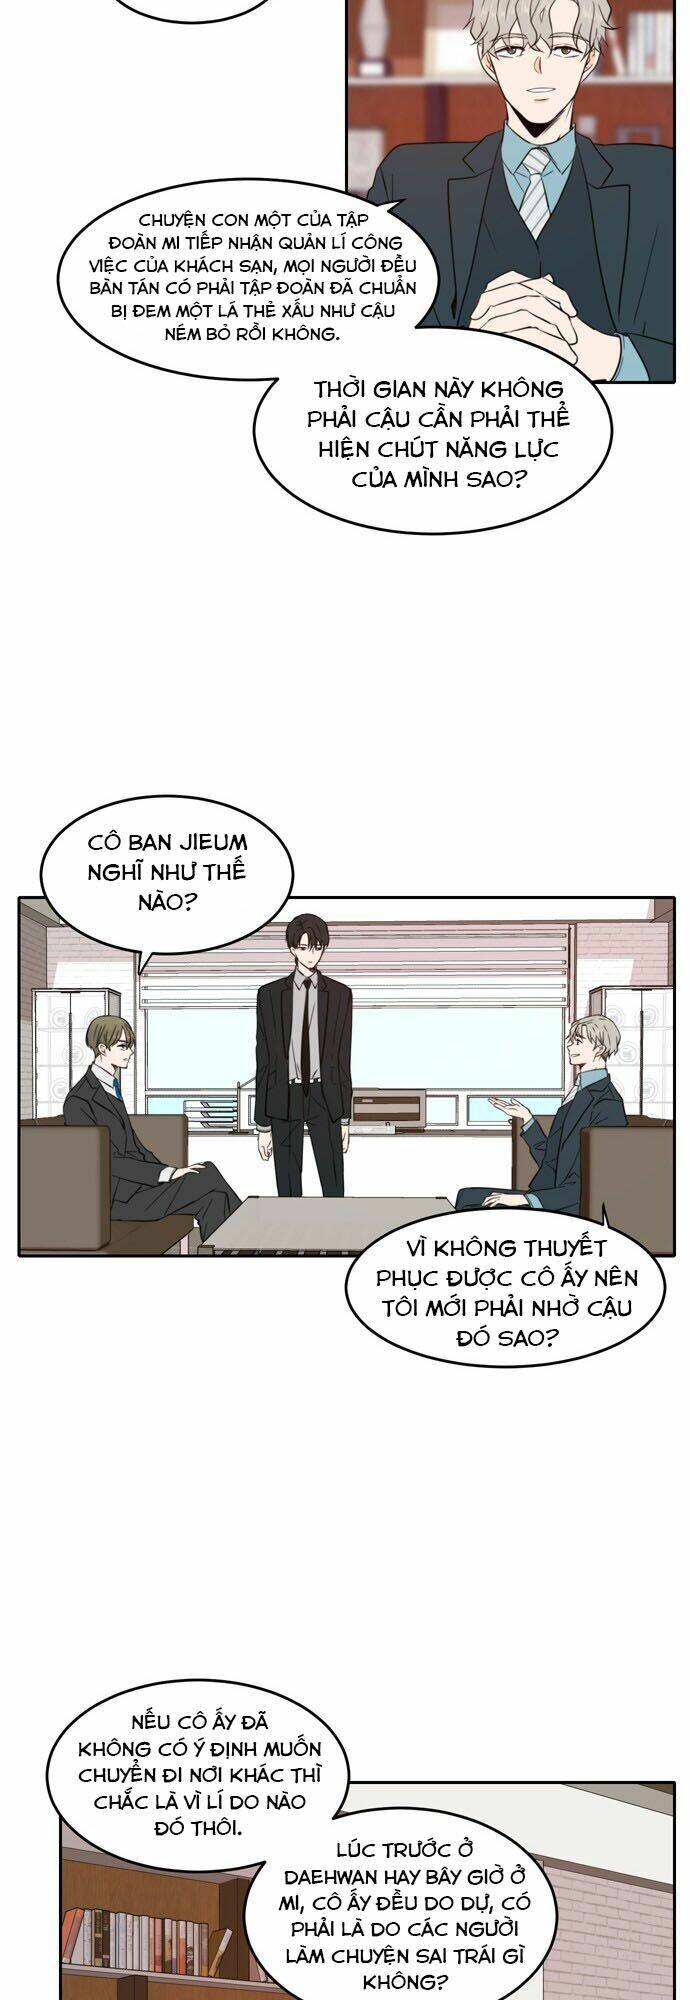 CHUYỆN CON MỘT CỦA TẬP
ĐOÀN MI TIẾP NHẬN QUẢN LÍ CÔNG
VIỆC CỦA KHÁCH SẠN, MỌI NGƯỜI ĐỀU
BÀN TÁN CÓ PHẢI TẬP ĐOÀN ĐÃ CHUẨN
BỊ ĐEM MỘT LÁ THẺ XẤU NHƯ CẬU
NÉM BỎ RỒI KHÔNG.
THỜI GIAN NÀY KHÔNG
PHẢI CẬU CẦN PHẢI THỂ
HIỆN CHÚT NĂNG LỰC
CỦA MÌNH SAO?
CÔ BAN JIEUM
NGHĨ NHƯ THẾ
NÀO?
VÌ KHÔNG THUYẾT
PHỤC ĐƯỢC CÔ ẤY NÊN
TÔI MỚI PHẢI NHỜ CẬU
ĐÓ SAO?
NẾU CÔ ẤY ĐÃ
KHÔNG CÓ Ý ĐỊNH MUỐN
CHUYỂN ĐI NƠI KHÁC THÌ
CHẮC LÀ VÌ LÍ DO NÀO
ĐÓ THÔI.
LÚC TRƯỚC Ở
DAEHWAN HAY BÂY GIỜ Ở
MI, CÔ ẤY ĐỀU DO DỰ, CÓ
PHẢI LÀ DO CÁC NGƯỜI
LÀM CHUYỆN SAI TRÁI GÌ
KHÔNG?